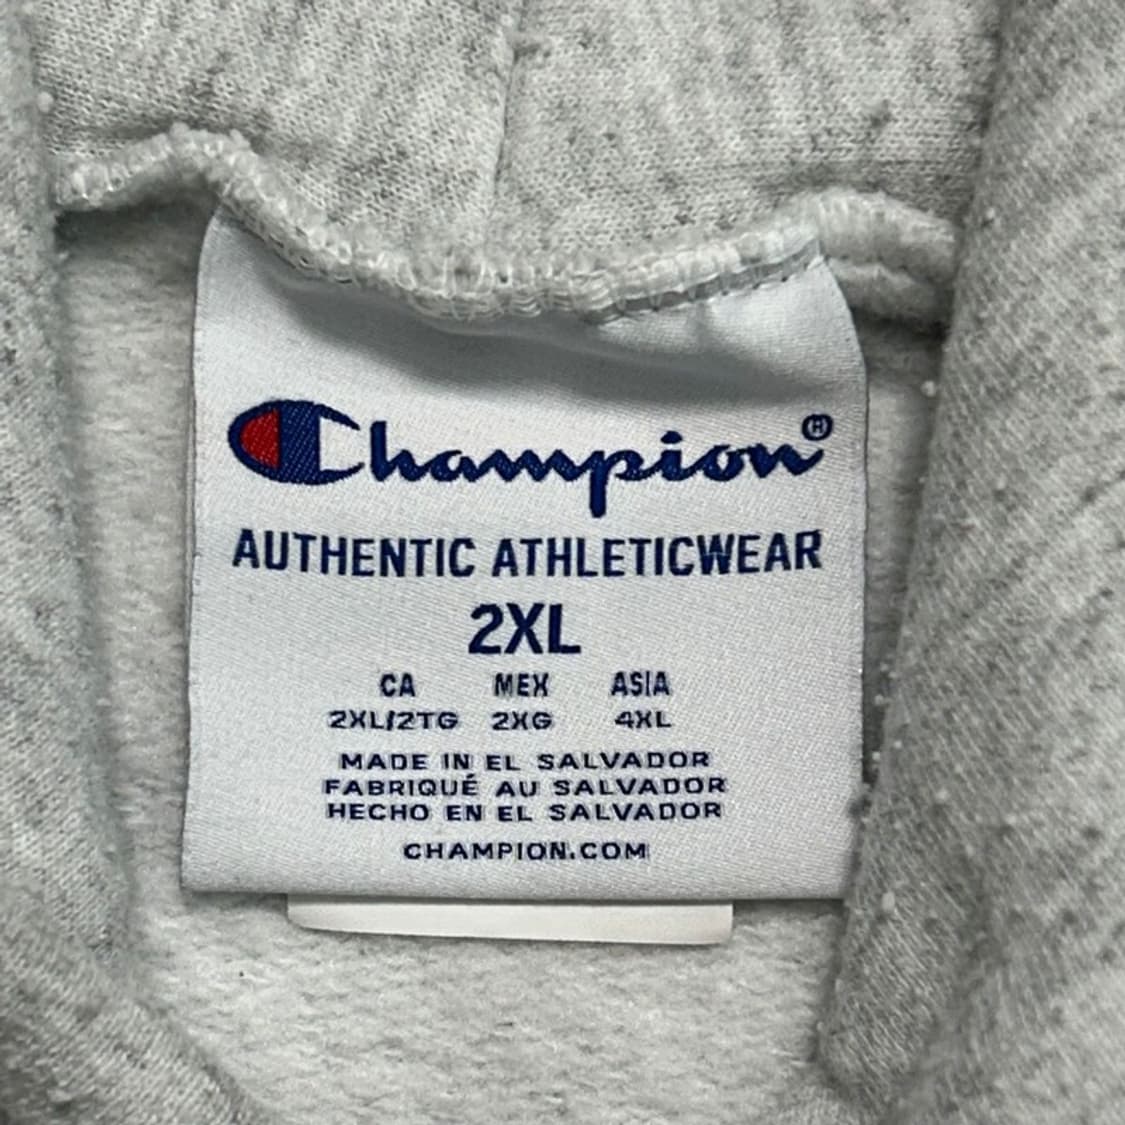 Champion®
AUTHENTIC ATHLETICWEAR
2XL
CA MEX ASIA
2XL/2TG 2XG 4XL
MADE IN EL SALVADOR
FABRIQUÉ AU SALVADOR
HECHO EN EL SALVADOR
CHAMPION.COM